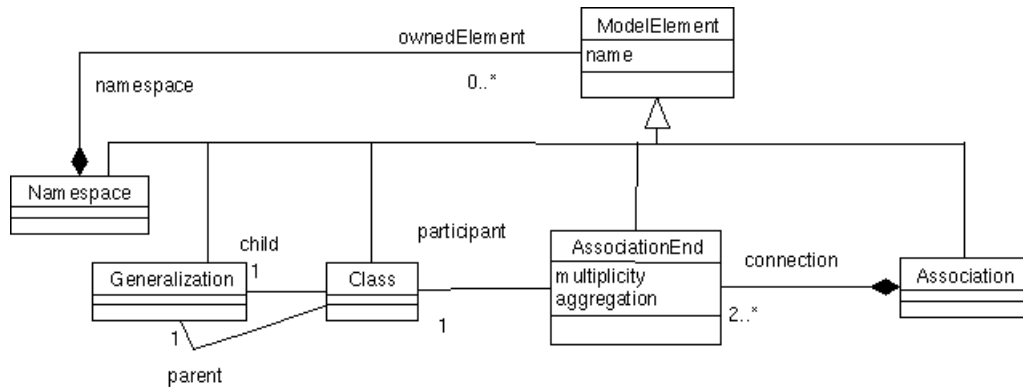 ModelElement
ownedElement
name
0..*
namespace
Namespace
participant
child
AssociationEnd
connection
Generalization
1
Class
multiplicity
aggregation
Association
1
2..*
1
parent